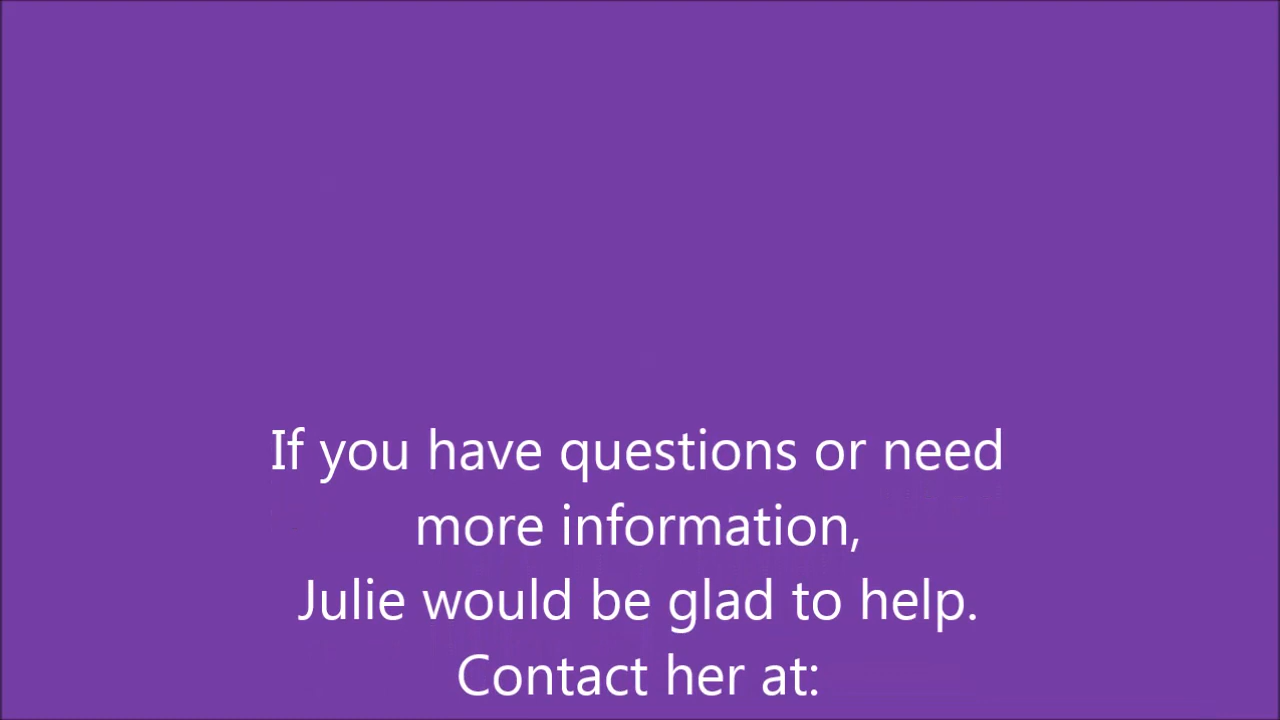 If you have questions or need
more information,
Julie would be glad to help.
Contact her at: